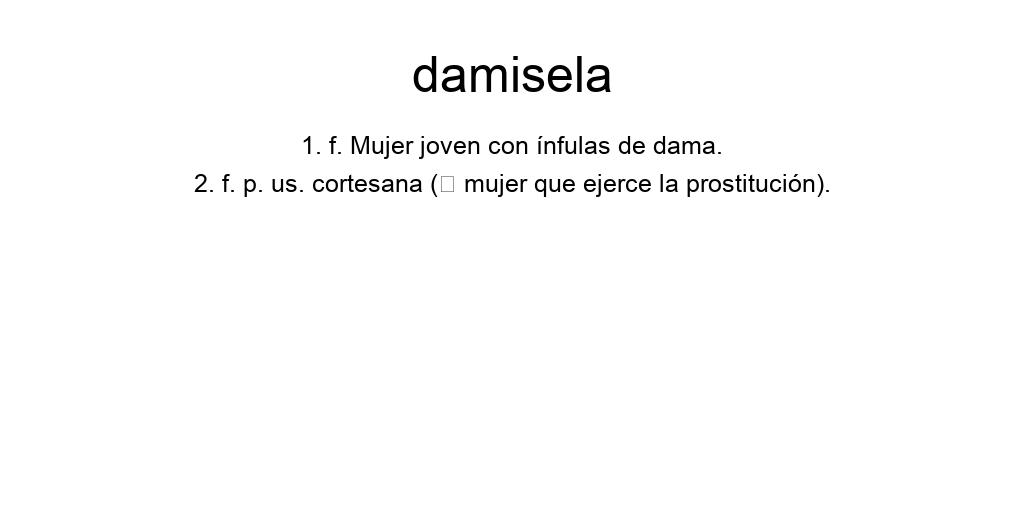 damisela
1. f. Mujer joven con ínfulas de dama.
2. f. p. us. cortesana (□ mujer que ejerce la prostitución).